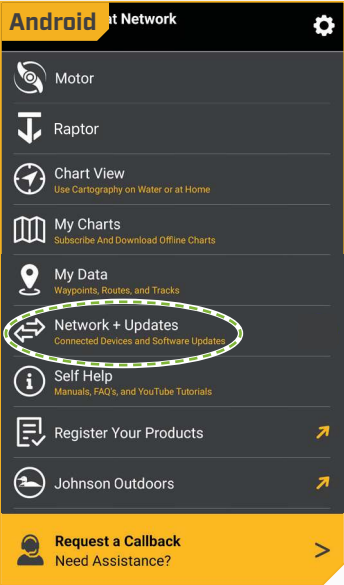 Android
at Network
Motor
Raptor
Chart View
Use Cartography on Water or at Home
My Charts
Subscribe And Download Offline Charts
My Data
Waypoints, Routes, and Tracks
Network + Updates
Connected Devices and Software Updates
Self Help
Manuals, FAQ's, and YouTube Tutorials
Register Your Products
Johnson Outdoors
Request a Callback
Need Assistance?